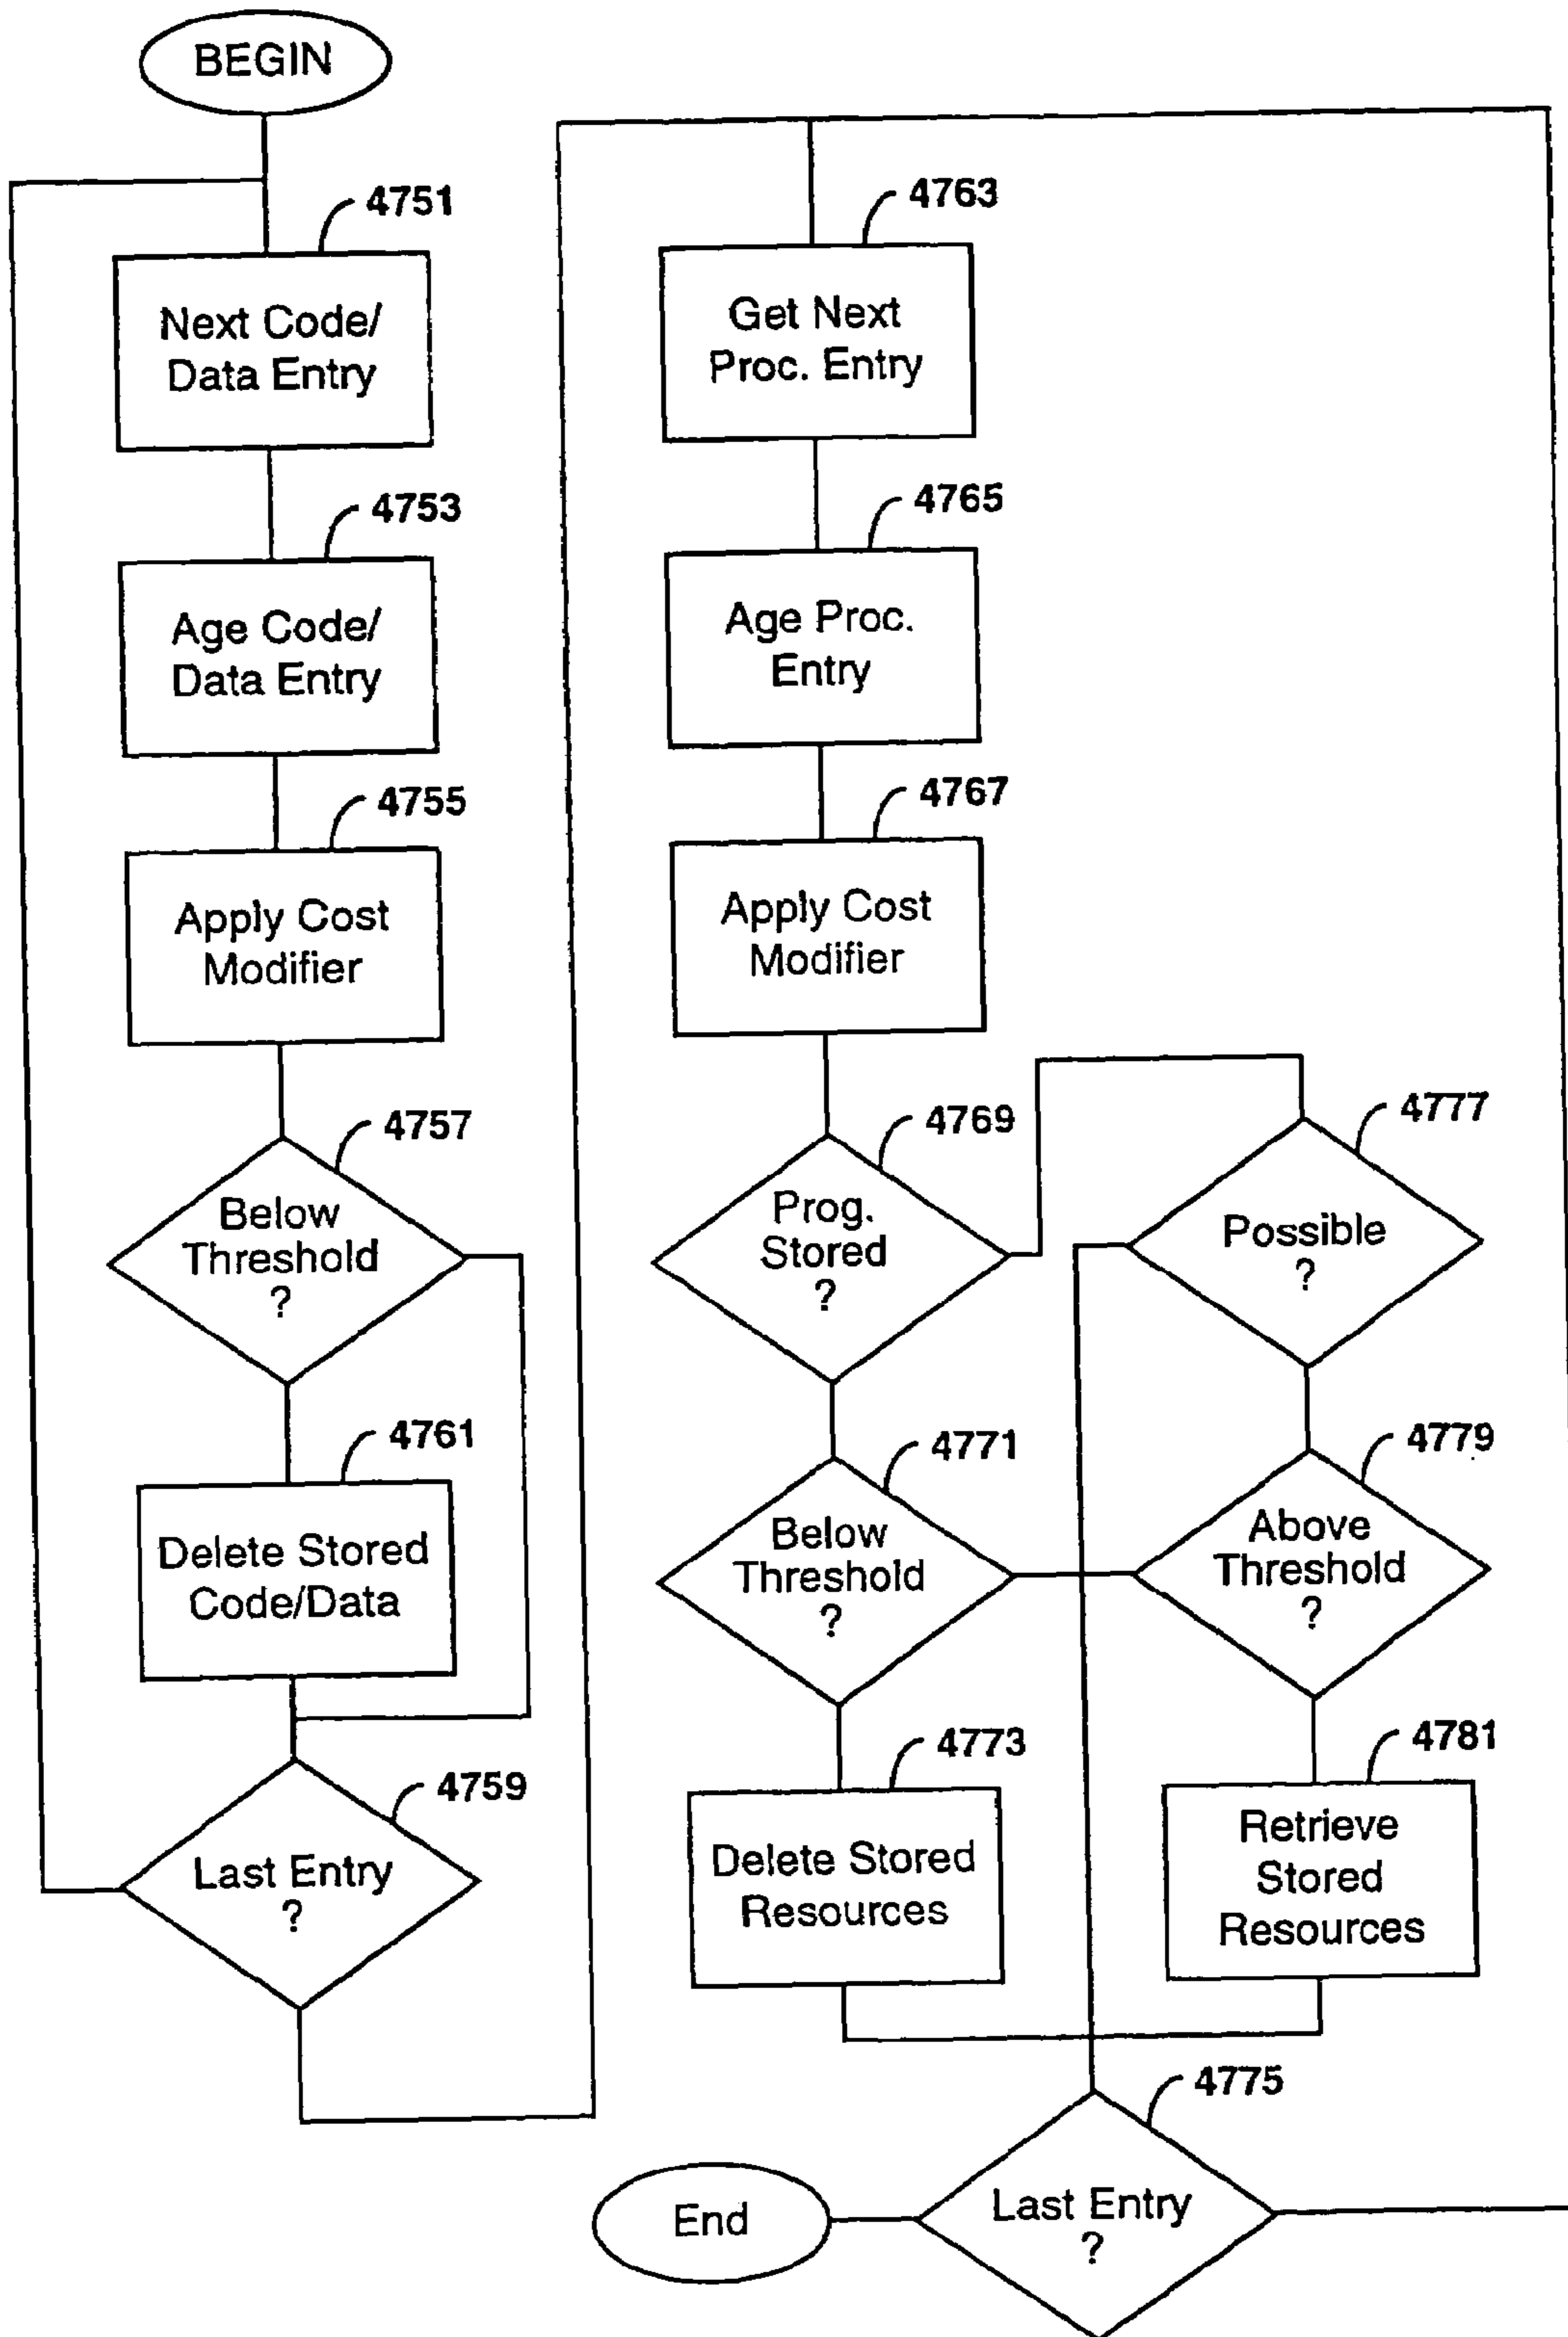 BEGIN
4751
Next Code/
Data Entry
4753
Age Code/
Data Entry
4755
Apply Cost
Modifier
4757
Below
Threshold
?
4761
Delete Stored
Code/Data
4759
Last Entry
?
4763
Get Next
Proc. Entry
4765
Age Proc.
Entry
4767
Apply Cost
Modifier
4769
Prog.
Stored
?
4771
Below
Threshold
?
4773
Delete Stored
Resources
4777
Possible
?
4779
Above
Threshold
?
4781
Retrieve
Stored
Resources
4775
Last Entry
?
End